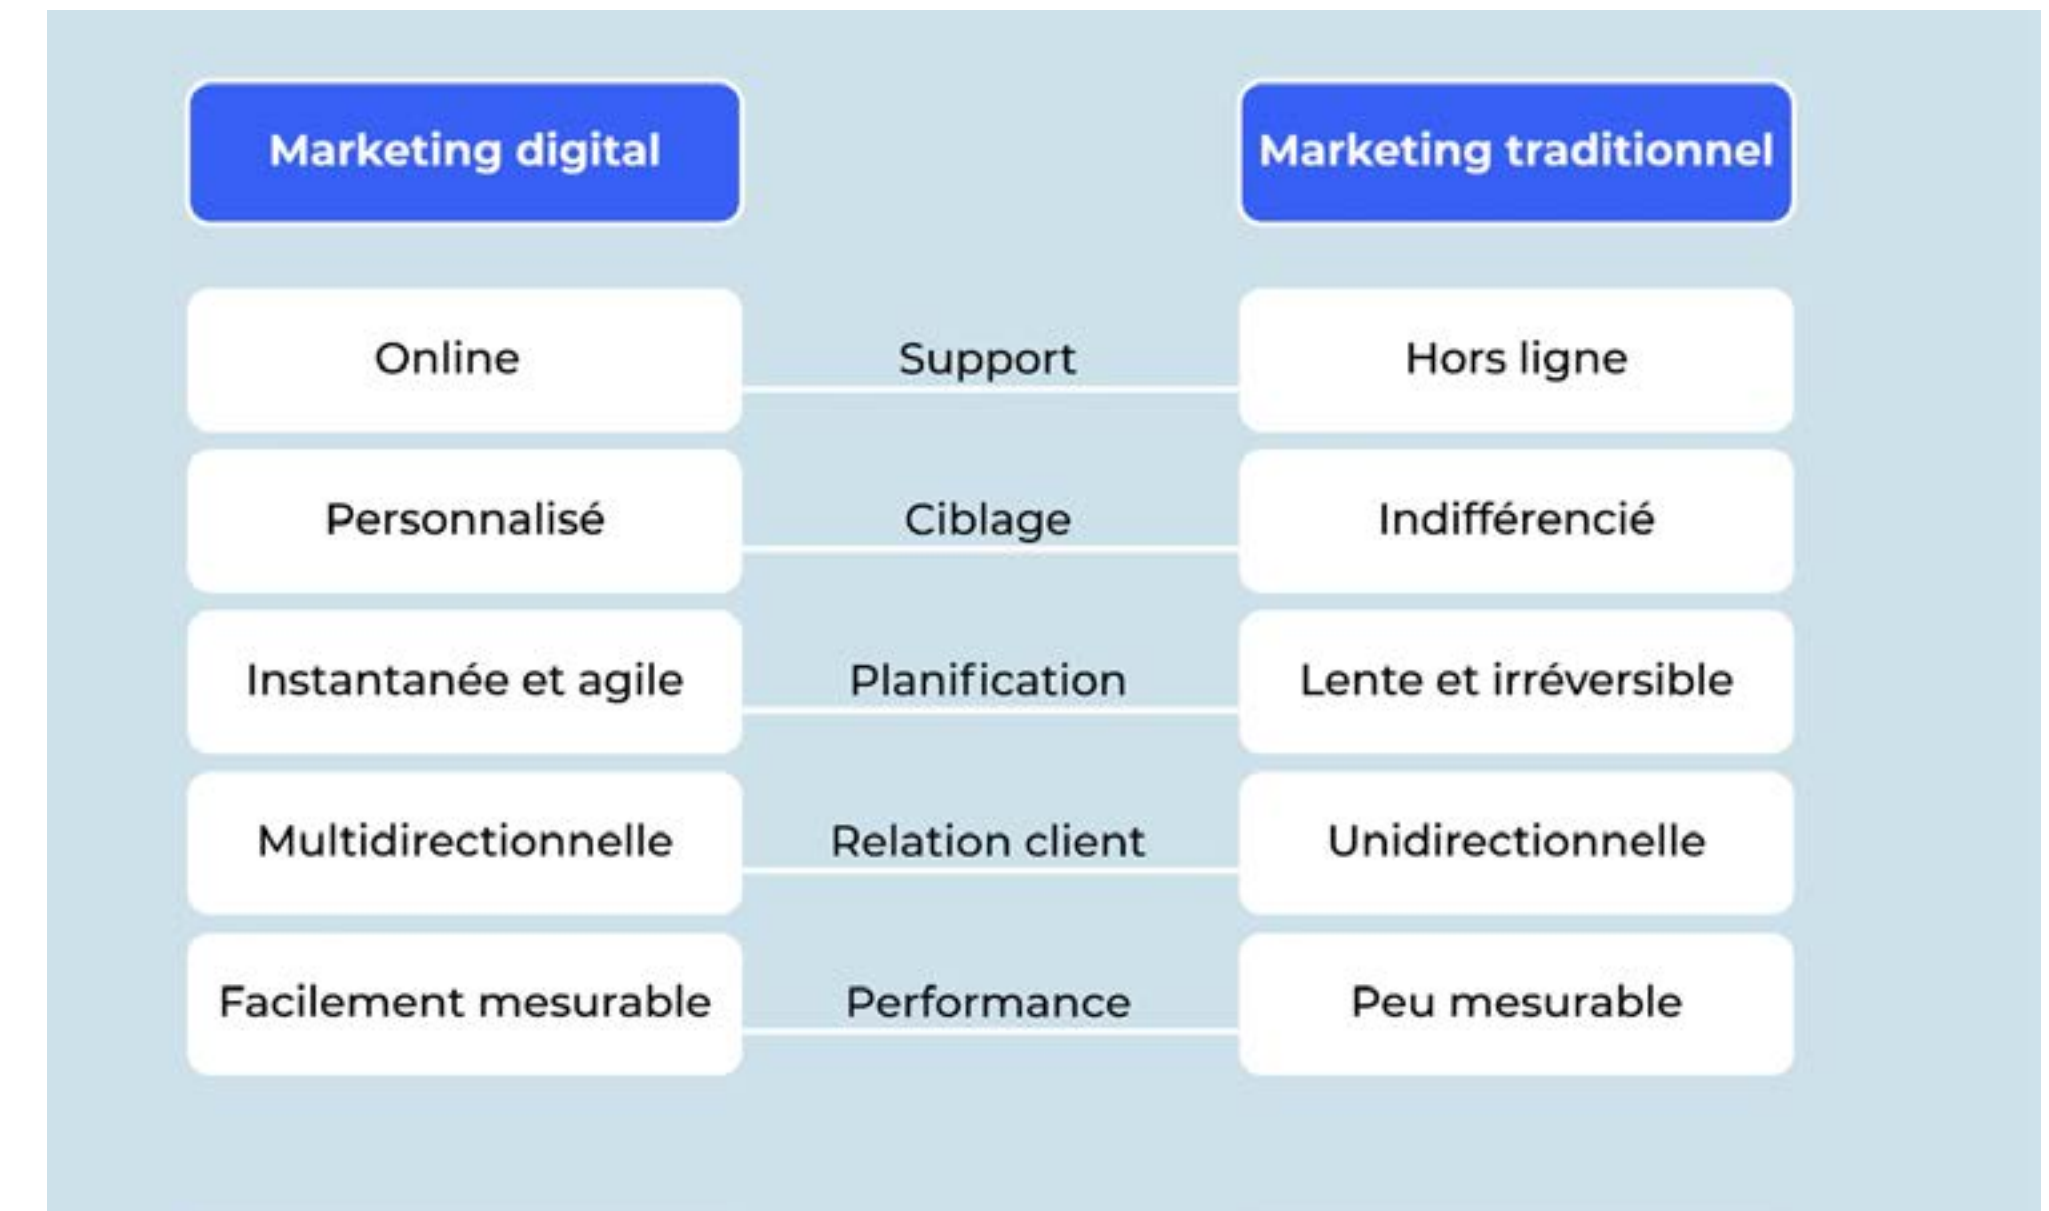 Marketing digital
Marketing traditionnel
Online
Support
Hors ligne
Personnalisé
Ciblage
Indifférencié
Instantanée et agile
Planification
Lente et irréversible
Multidirectionnelle
Relation client
Unidirectionnelle
Facilement mesurable
Performance
Peu mesurable